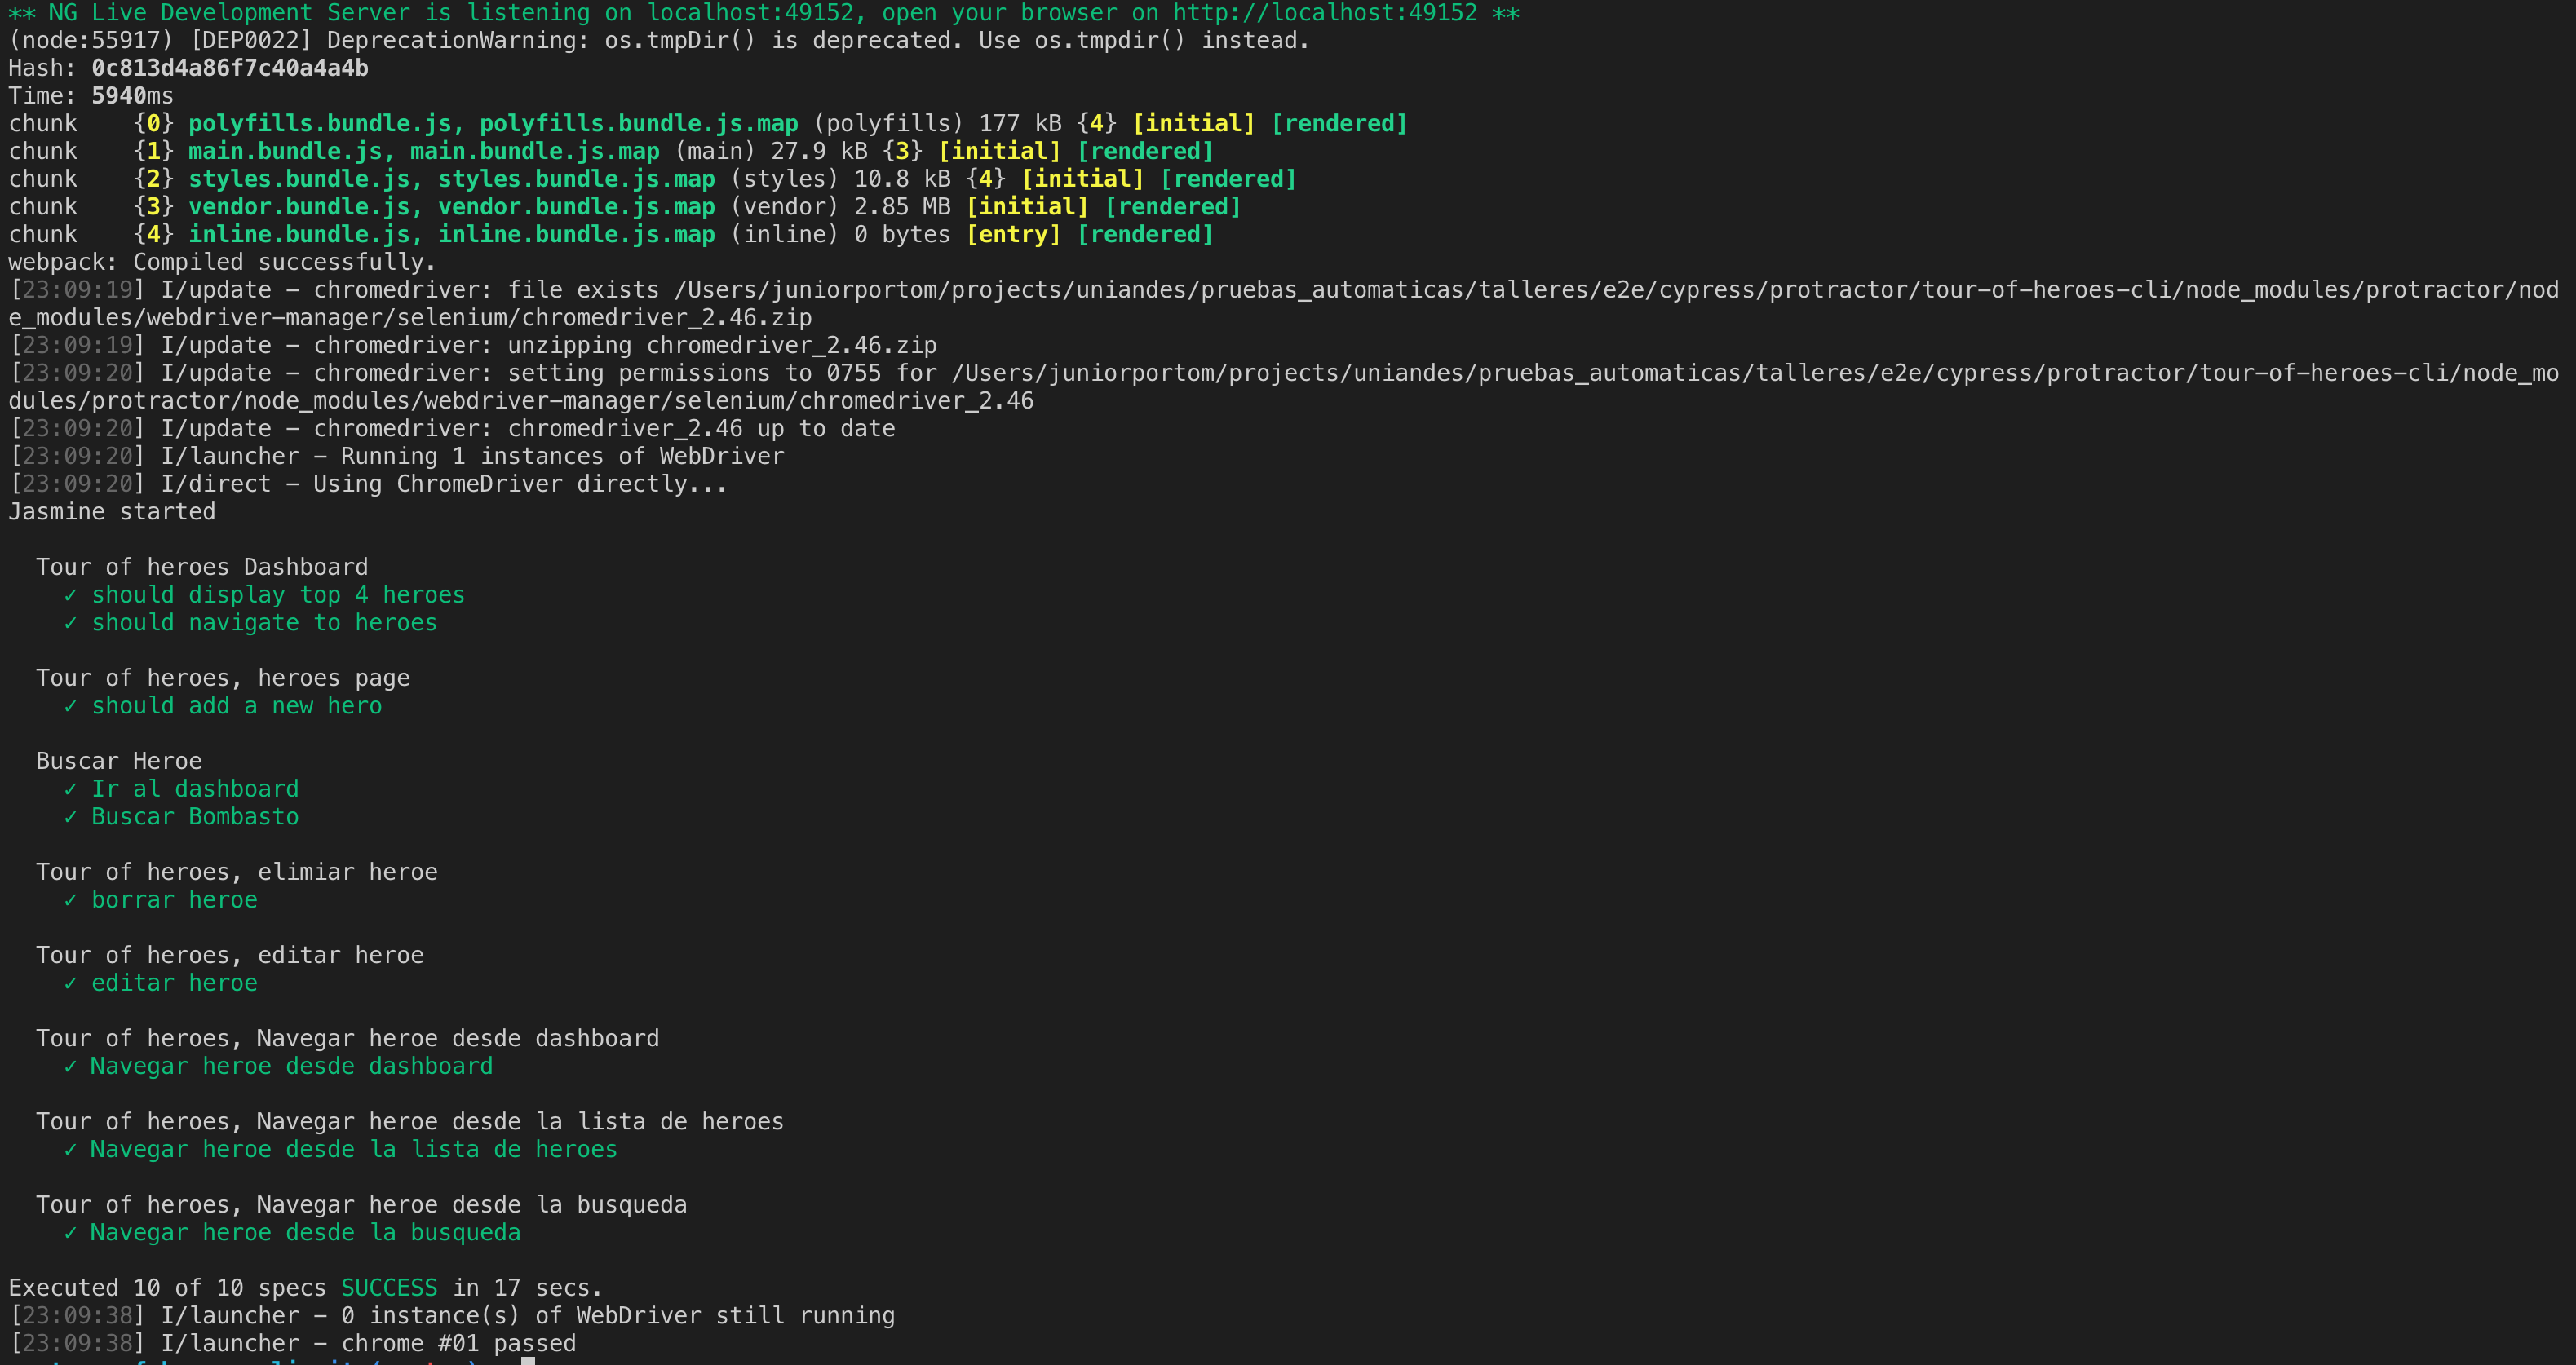 ** NG Live Development Server is listening on localhost:49152, open your browser on http://localhost:49152 **
(node:55917) [DEP0022] DeprecationWarning: os.tmpDir() is deprecated. Use os.tmpdir() instead.
Hash: 0c813d4a86f7c40a4a4b
Time: 5940ms
chunk    {0} polyfills.bundle.js, polyfills.bundle.js.map (polyfills) 177 kB {4} [initial] [rendered]
chunk    {1} main.bundle.js, main.bundle.js.map (main) 27.9 kB {3} [initial] [rendered]
chunk    {2} styles.bundle.js, styles.bundle.js.map (styles) 10.8 kB {4} [initial] [rendered]
chunk    {3} vendor.bundle.js, vendor.bundle.js.map (vendor) 2.85 MB [initial] [rendered]
chunk    {4} inline.bundle.js, inline.bundle.js.map (inline) 0 bytes [entry] [rendered]
webpack: Compiled successfully.
[23:09:19] I/update - chromedriver: file exists /Users/juniorportom/projects/uniandes/pruebas_automaticas/talleres/e2e/cypress/protractor/tour-of-heroes-cli/node_modules/protractor/nod
e_modules/webdriver-manager/selenium/chromedriver_2.46.zip
[23:09:19] I/update - chromedriver: unzipping chromedriver_2.46.zip
[23:09:20] I/update - chromedriver: setting permissions to 0755 for /Users/juniorportom/projects/uniandes/pruebas_automaticas/talleres/e2e/cypress/protractor/tour-of-heroes-cli/node_mo
dules/protractor/node_modules/webdriver-manager/selenium/chromedriver_2.46
[23:09:20] I/update - chromedriver: chromedriver_2.46 up to date
[23:09:20] I/launcher - Running 1 instances of WebDriver
[23:09:20] I/direct - Using ChromeDriver directly...
Jasmine started
Tour of heroes Dashboard
✓ should display top 4 heroes
✓ should navigate to heroes
Tour of heroes, heroes page
✓ should add a new hero
Buscar Heroe
✓ Ir al dashboard
✓ Buscar Bombasto
Tour of heroes, elimiar heroe
✓ borrar heroe
Tour of heroes, editar heroe
✓ editar heroe
Tour of heroes, Navegar heroe desde dashboard
✓ Navegar heroe desde dashboard
Tour of heroes, Navegar heroe desde la lista de heroes
✓ Navegar heroe desde la lista de heroes
Tour of heroes, Navegar heroe desde la busqueda
✓ Navegar heroe desde la busqueda
Executed 10 of 10 specs SUCCESS in 17 secs.
[23:09:38] I/launcher - 0 instance(s) of WebDriver still running
[23:09:38] I/launcher - chrome #01 passed